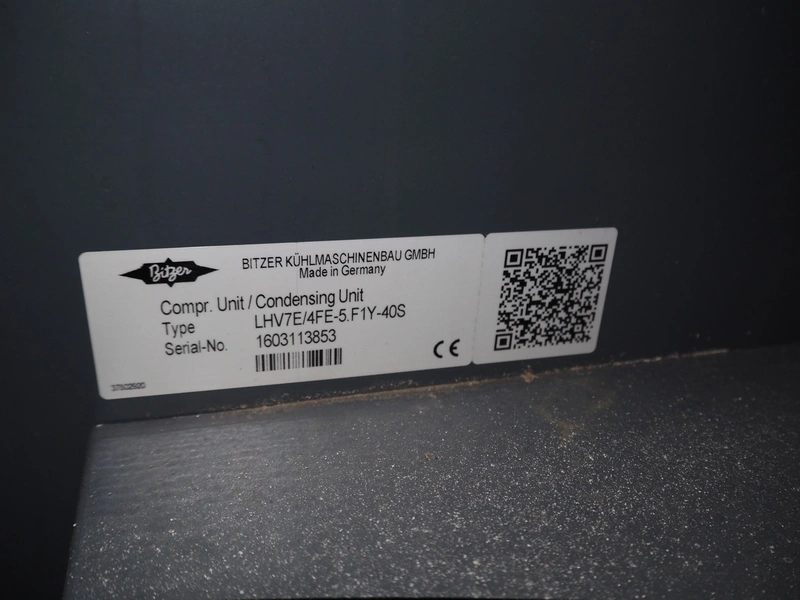 Bitzer
BITZER KÜHLMASCHINENBAU GMBH
Made in Germany
Compr. Unit / Condensing Unit
Type LHV7E/4FE-5.F1Y-40S
Serial-No. 1603113853
CE
37802920